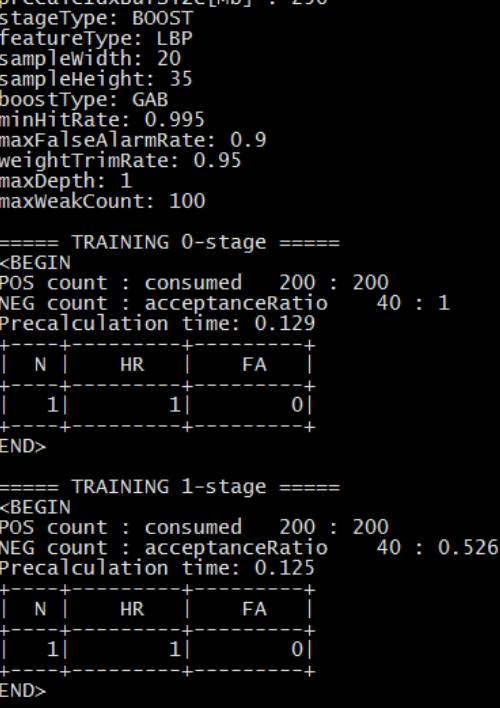 precalcIdxBufSize[Mb] : 256
stageType: BOOST
featureType: LBP
sampleWidth: 20
sampleHeight: 35
boostType: GAB
minHitRate: 0.995
maxFalseAlarmRate: 0.9
weightTrimRate: 0.95
maxDepth: 1
maxWeakCount: 100
===== TRAINING 0-stage =====
<BEGIN
POS count : consumed   200 : 200
NEG count : acceptanceRatio    40 : 1
Precalculation time: 0.129
+----+---------+---------+
|  N |    HR   |    FA   |
+----+---------+---------+
|   1|        1|        0|
+----+---------+---------+
END>
===== TRAINING 1-stage =====
<BEGIN
POS count : consumed   200 : 200
NEG count : acceptanceRatio    40 : 0.526
Precalculation time: 0.125
+----+---------+---------+
|  N |    HR   |    FA   |
+----+---------+---------+
|   1|        1|        0|
+----+---------+---------+
END>